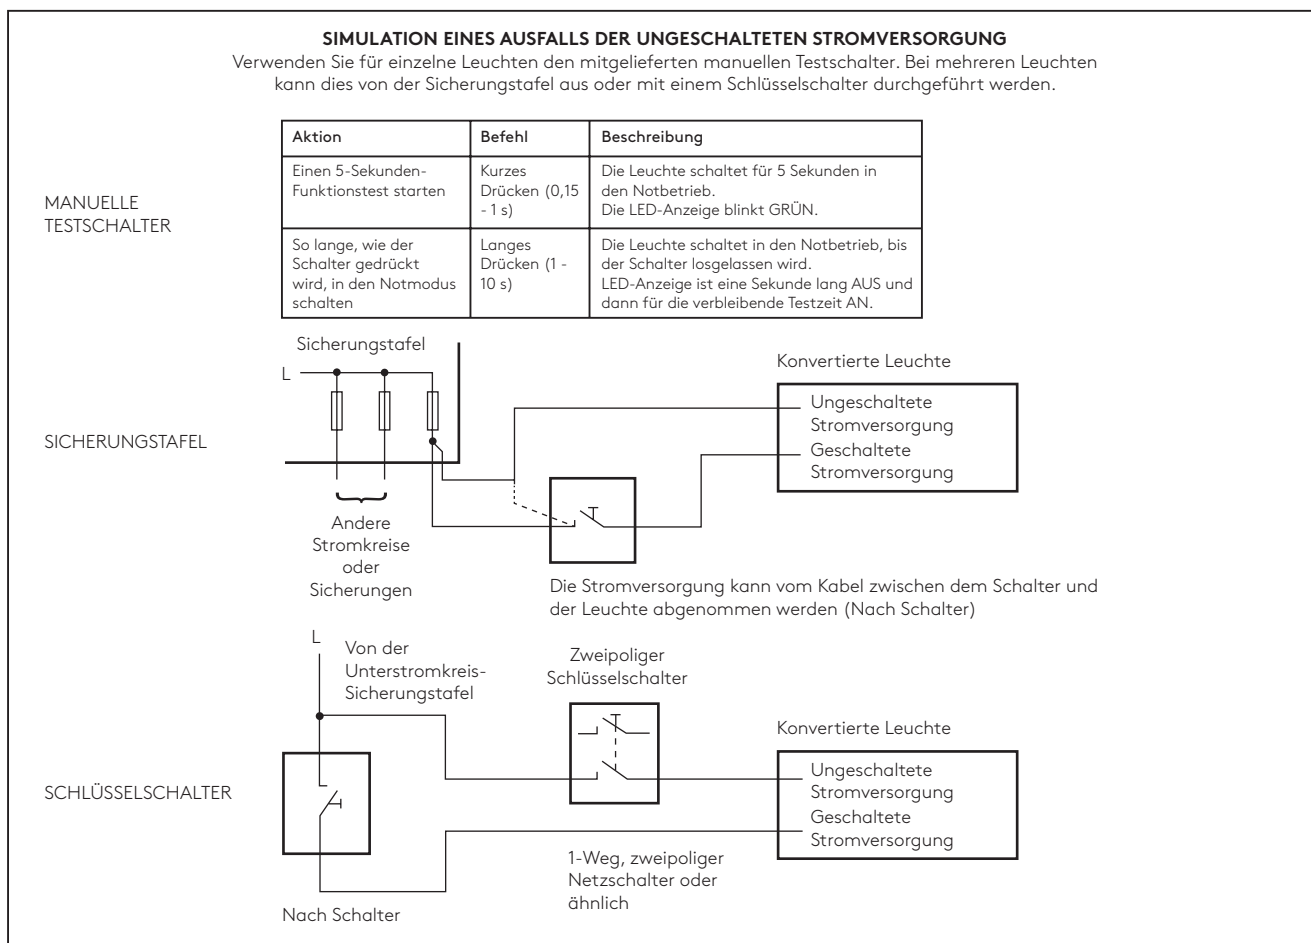 SIMULATION EINES AUSFALLS DER UNGESCHALTETEN STROMVERSORGUNG
Verwenden Sie für einzelne Leuchten den mitgelieferten manuellen Testschalter. Bei mehreren Leuchten
kann dies von der Sicherungstafel aus oder mit einem Schlüsselschalter durchgeführt werden.
MANUELLE
TESTSCHALTER
Aktion
Befehl
Beschreibung
Einen 5-Sekunden-
Funktionstest starten
Kurzes
Drücken (0,15
- 1 s)
Die Leuchte schaltet für 5 Sekunden in
den Notbetrieb.
Die LED-Anzeige blinkt GRÜN.
So lange, wie der
Schalter gedrückt
wird, in den Notmodus
schalten
Langes
Drücken (1 -
10 s)
Die Leuchte schaltet in den Notbetrieb, bis
der Schalter losgelassen wird.
LED-Anzeige ist eine Sekunde lang AUS und
dann für die verbleibende Testzeit AN.
SICHERUNGSTAFEL
Sicherungstafel
L
Andere
Stromkreise
oder
Sicherungen
Konvertierte Leuchte
Ungeschaltete
Stromversorgung
Geschaltete
Stromversorgung
Die Stromversorgung kann vom Kabel zwischen dem Schalter und
der Leuchte abgenommen werden (Nach Schalter)
SCHLÜSSELSCHALTER
L
Von der
Unterstromkreis-
Sicherungstafel
Zweipoliger
Schlüsselschalter
Konvertierte Leuchte
Ungeschaltete
Stromversorgung
Geschaltete
Stromversorgung
1-Weg, zweipoliger
Netzschalter oder
ähnlich
Nach Schalter